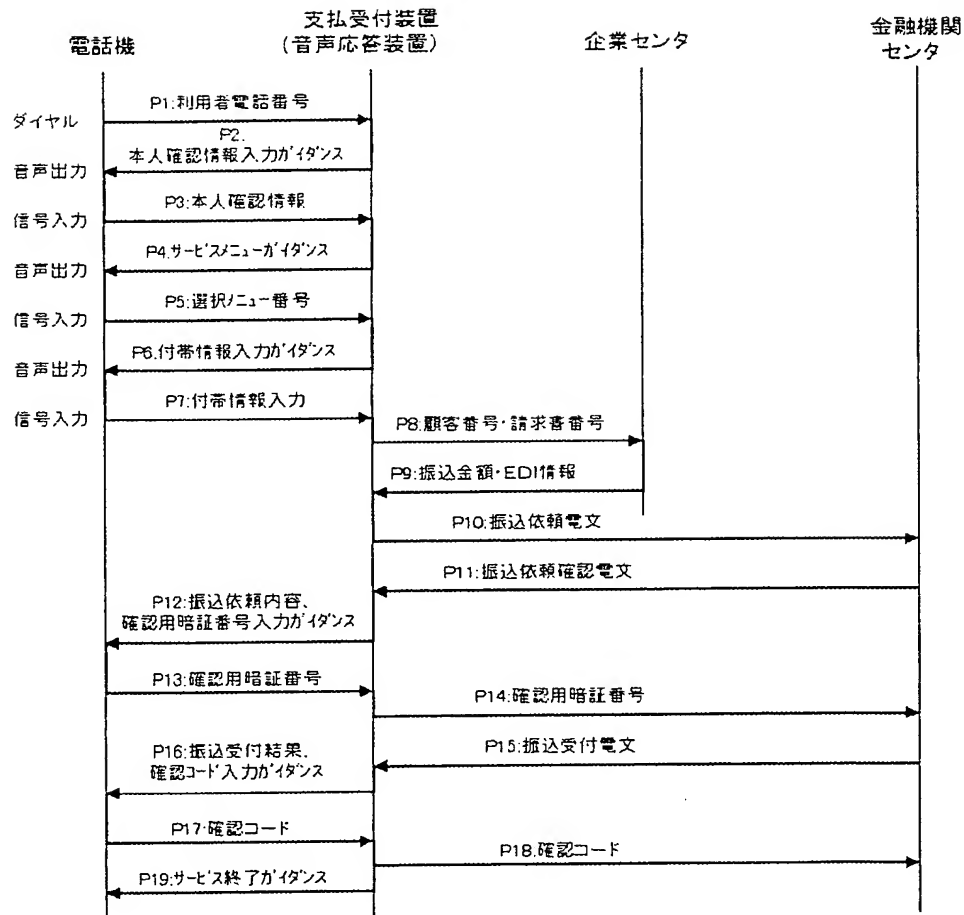 電話機
支払受付装置
(音声応答装置)
企業センタ
金融機関
センタ
P1:利用者電話番号
ダイヤル
P2.
本人確認情報入力ガイダンス
音声出力
P3:本人確認情報
信号入力
P4.サービスメニューガイダンス
音声出力
P5:選択メニュー番号
信号入力
P6.付帯情報入力ガイダンス
音声出力
P7:付帯情報入力
信号入力
P8:顧客番号・請求書番号
P9:振込金額・EDI情報
P10:振込依頼電文
P11:振込依頼確認電文
P12:振込依頼内容、
確認用暗証番号入力ガイダンス
P13:確認用暗証番号
P14:確認用暗証番号
P15:振込受付電文
P16:振込受付結果、
確認コード入力ガイダンス
P17:確認コード
P18.確認コード
P19:サービス終了ガイダンス